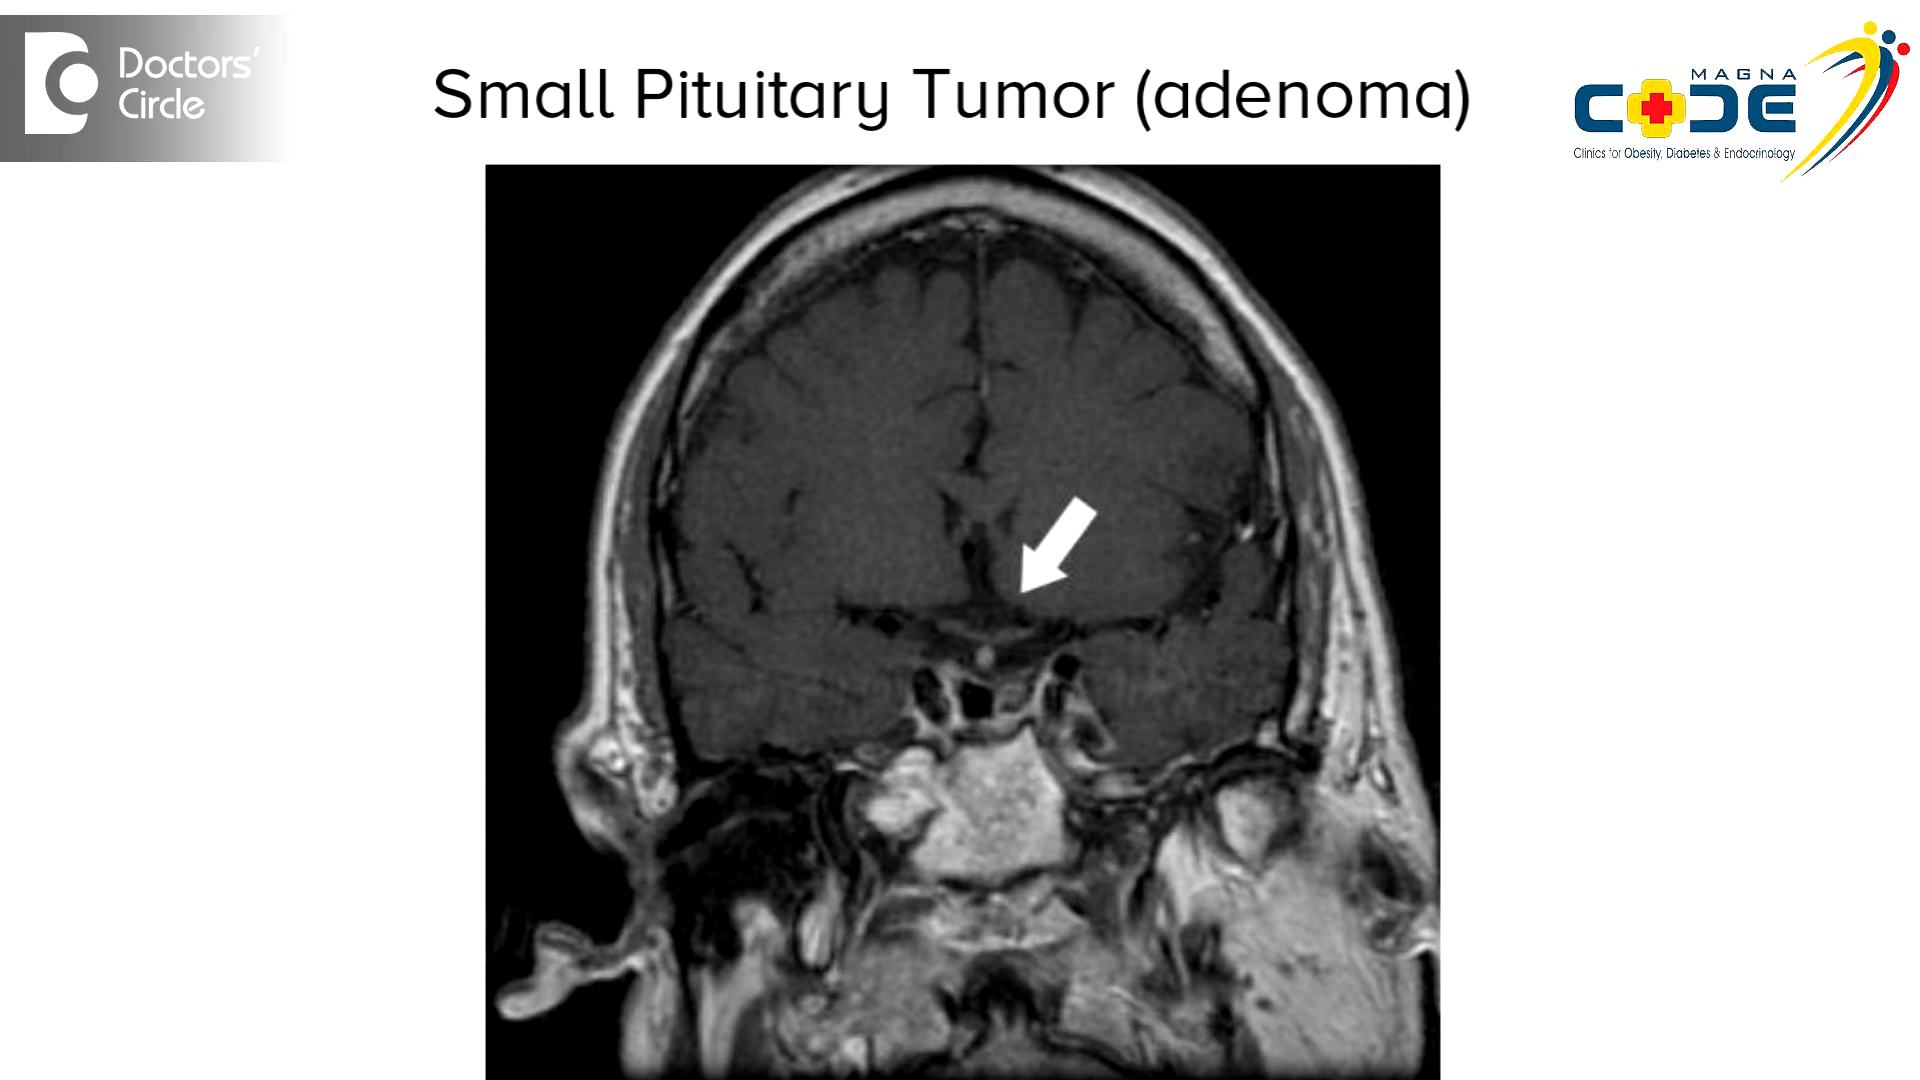 Doctors'
Circle
Small Pituitary Tumor (adenoma)
MAGNA
CODE
Clinics for Obesity, Diabetes & Endocrinology